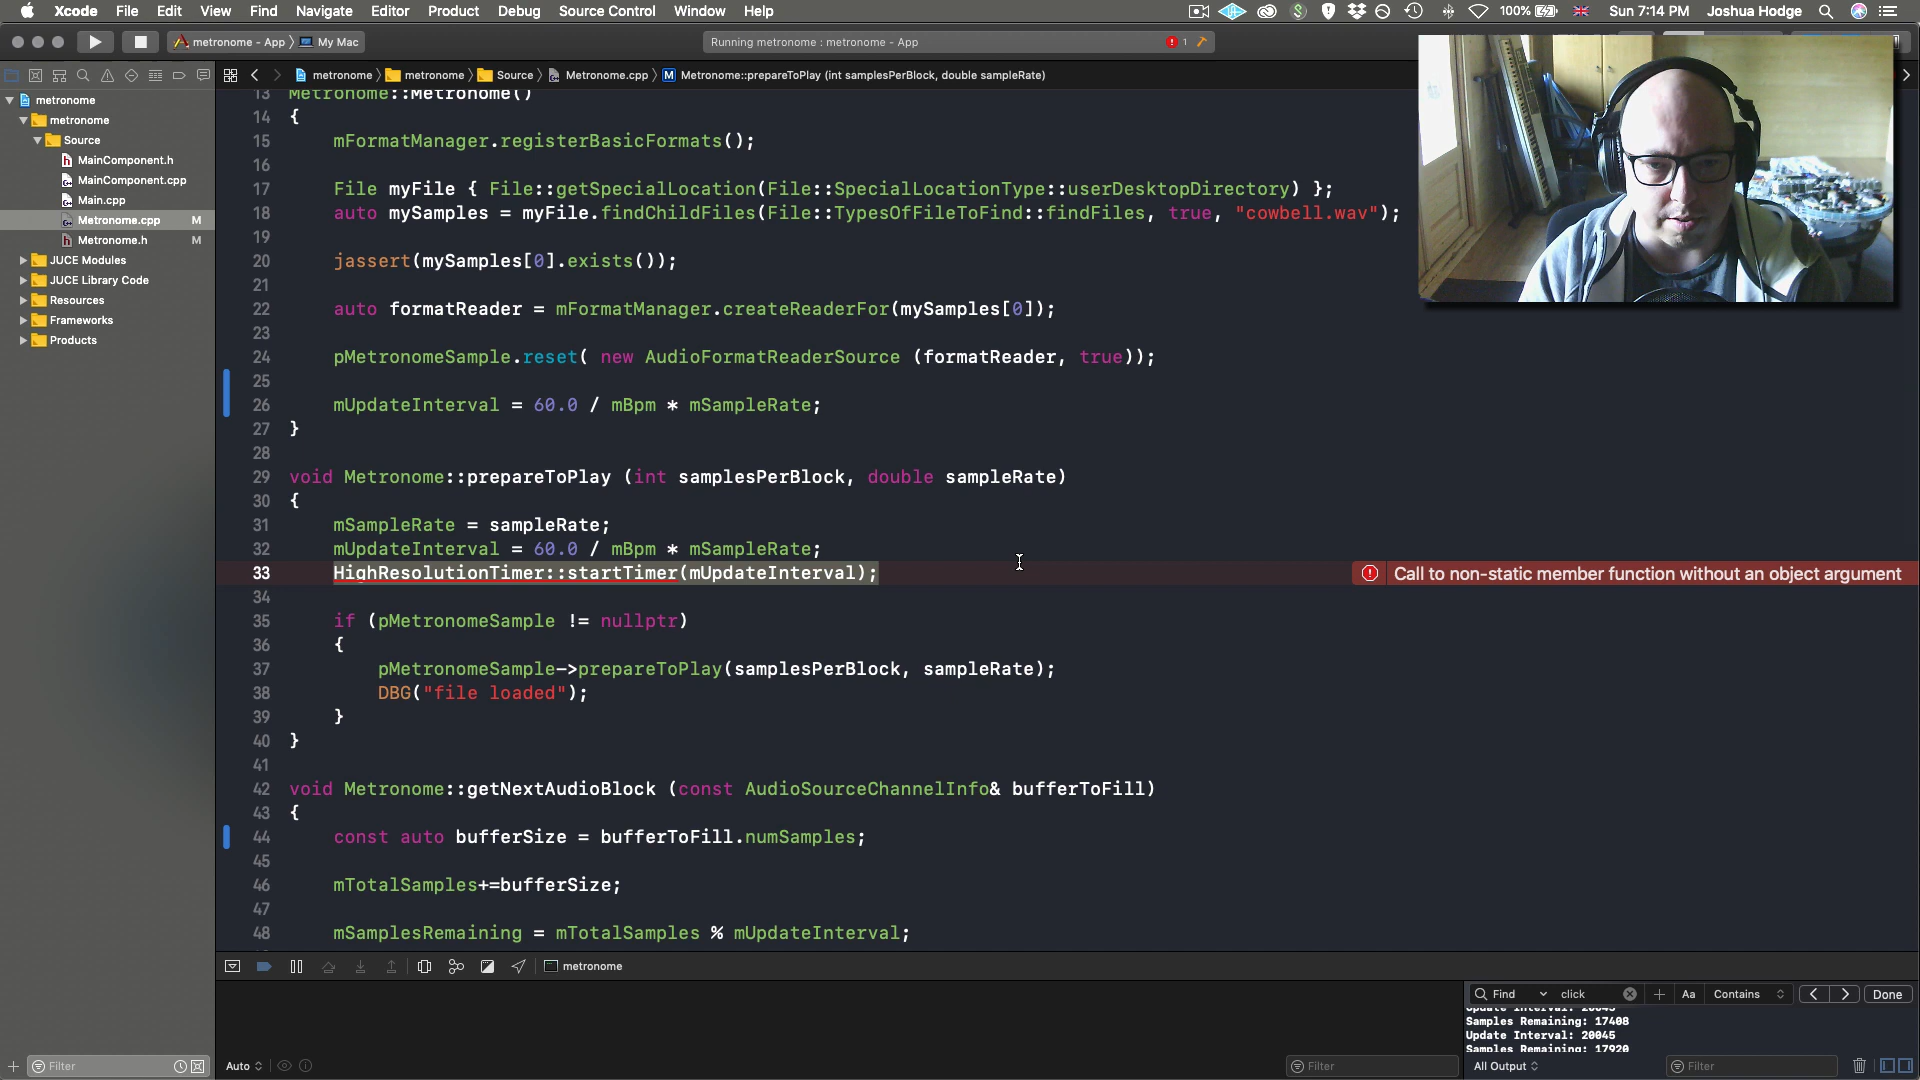 Xcode File Edit View Find Navigate Editor Product Debug Source Control Window Help
100% Sun 7:14 PM Joshua Hodge
metronome - App My Mac
Running metronome : metronome - App
1
metronome metronome Source Metronome.cpp M Metronome::prepareToPlay (int samplesPerBlock, double sampleRate)
metronome
metronome
Source
h MainComponent.h
MainComponent.cpp
Main.cpp
Metronome.cpp M
h Metronome.h M
JUCE Modules
JUCE Library Code
Resources
Frameworks
Products
13 Metronome::Metronome()
14 {
15 mFormatManager.registerBasicFormats();
16
17 File myFile { File::getSpecialLocation(File::SpecialLocationType::userDesktopDirectory) };
18 auto mySamples = myFile.findChildFiles(File::TypesOfFileToFind::findFiles, true, "cowbell.wav");
19
20 jassert(mySamples[0].exists());
21
22 auto formatReader = mFormatManager.createReaderFor(mySamples[0]);
23
24 pMetronomeSample.reset( new AudioFormatReaderSource (formatReader, true));
25
26 mUpdateInterval = 60.0 / mBpm * mSampleRate;
27 }
28
29 void Metronome::prepareToPlay (int samplesPerBlock, double sampleRate)
30 {
31 mSampleRate = sampleRate;
32 mUpdateInterval = 60.0 / mBpm * mSampleRate;
33 HighResolutionTimer::startTimer(mUpdateInterval); Call to non-static member function without an object argument
34
35 if (pMetronomeSample != nullptr)
36 {
37 pMetronomeSample->prepareToPlay(samplesPerBlock, sampleRate);
38 DBG("file loaded");
39 }
40 }
41
42 void Metronome::getNextAudioBlock (const AudioSourceChannelInfo& bufferToFill)
43 {
44 const auto bufferSize = bufferToFill.numSamples;
45
46 mTotalSamples+=bufferSize;
47
48 mSamplesRemaining = mTotalSamples % mUpdateInterval;
metronome
Find click Aa Contains Done
Update Interval: 20045
Samples Remaining: 17408
Update Interval: 20045
Samples Remaining: 17920
Filter
Auto
Filter
All Output
Filter